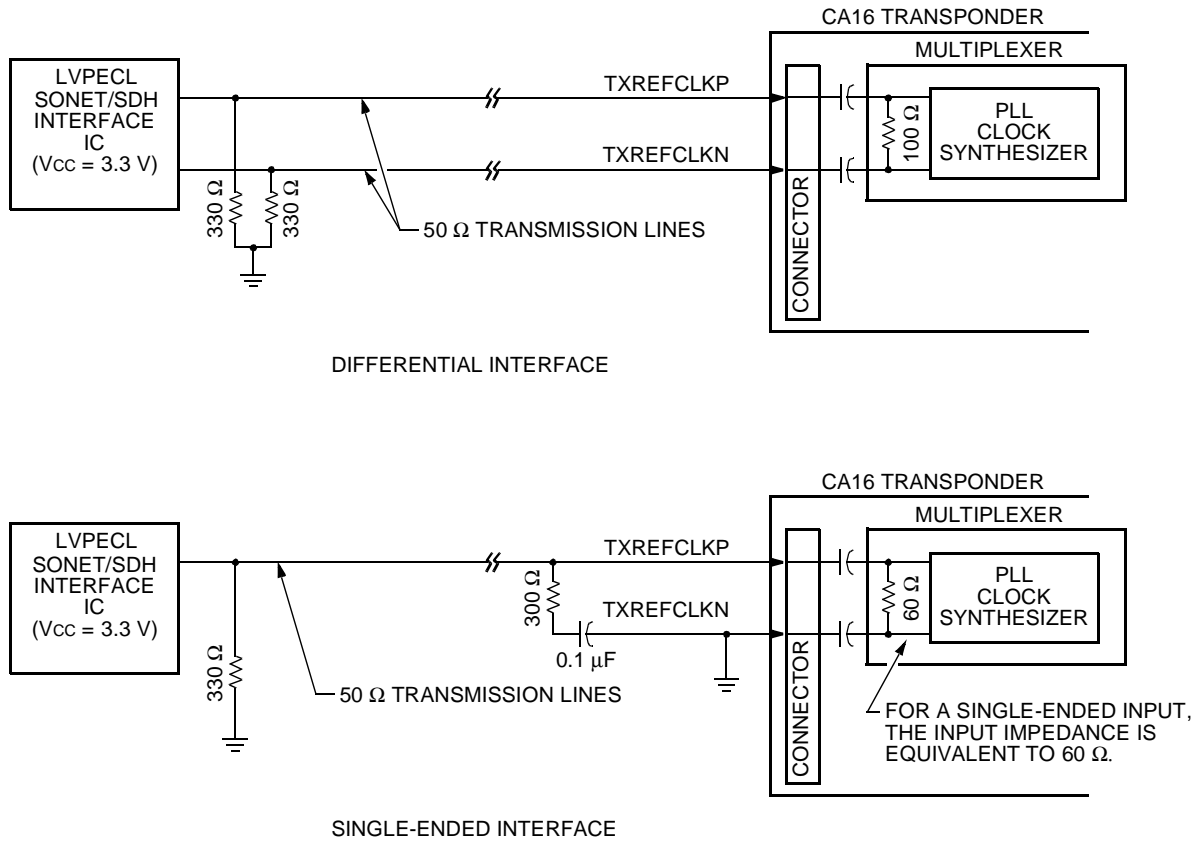 CA16 TRANSPONDER
MULTIPLEXER
LVPECL
SONET/SDH
INTERFACE
IC
(VCC = 3.3 V)
TXREFCLKP
TXREFCLKN
330 Ω
330 Ω
50 Ω TRANSMISSION LINES
CONNECTOR
100 Ω
PLL
CLOCK
SYNTHESIZER
DIFFERENTIAL INTERFACE
CA16 TRANSPONDER
MULTIPLEXER
LVPECL
SONET/SDH
INTERFACE
IC
(VCC = 3.3 V)
TXREFCLKP
300 Ω
TXREFCLKN
0.1 μF
330 Ω
50 Ω TRANSMISSION LINES
CONNECTOR
60 Ω
PLL
CLOCK
SYNTHESIZER
FOR A SINGLE-ENDED INPUT,
THE INPUT IMPEDANCE IS
EQUIVALENT TO 60 Ω.
SINGLE-ENDED INTERFACE